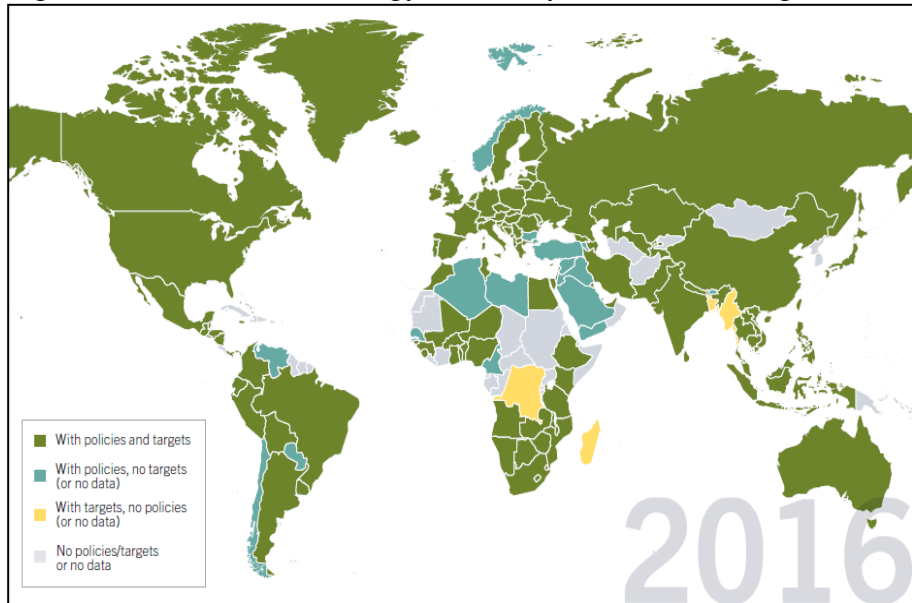 With policies and targets
With policies, no targets
(or no data)
With targets, no policies
(or no data)
No policies/targets
or no data
2016